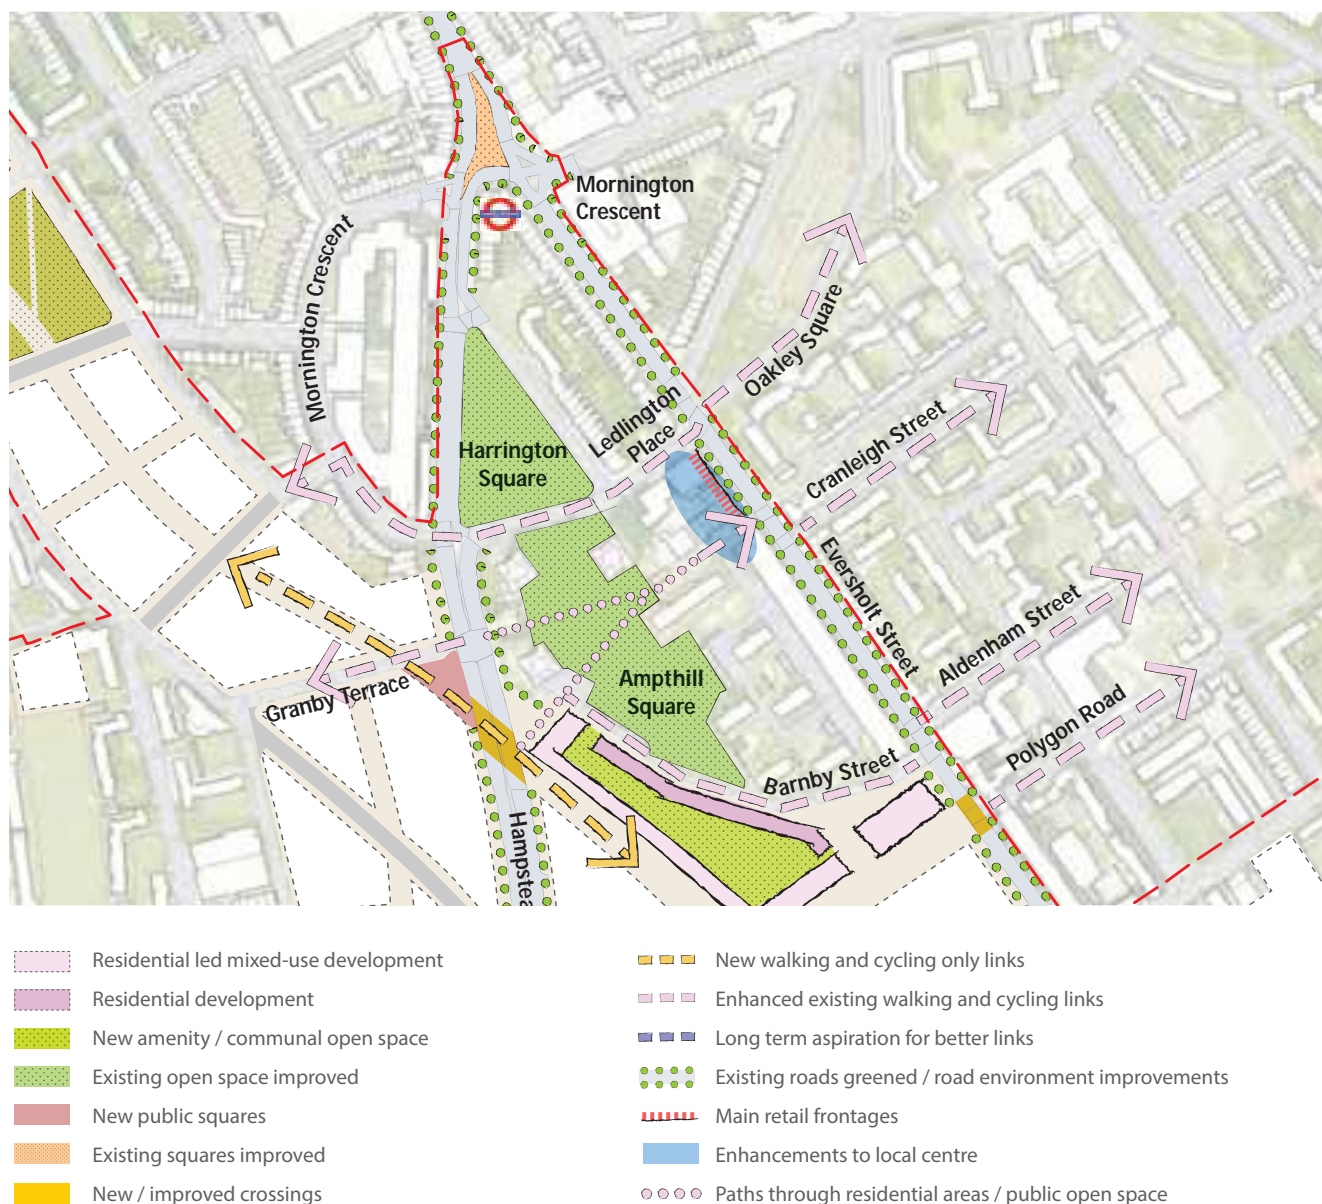 Mornington
Crescent
Mornington Crescent
Oakley Square
Ledlington
Place
Harrington
Square
Cranleigh Street
Eversholt Street
Aldenham Street
Ampthill
Square
Granby Terrace
Polygon Road
Barnby Street
Hampstea
Residential led mixed-use development
Residential development
New amenity / communal open space
Existing open space improved
New public squares
Existing squares improved
New / improved crossings
New walking and cycling only links
Enhanced existing walking and cycling links
Long term aspiration for better links
Existing roads greened / road environment improvements
Main retail frontages
Enhancements to local centre
Paths through residential areas / public open space